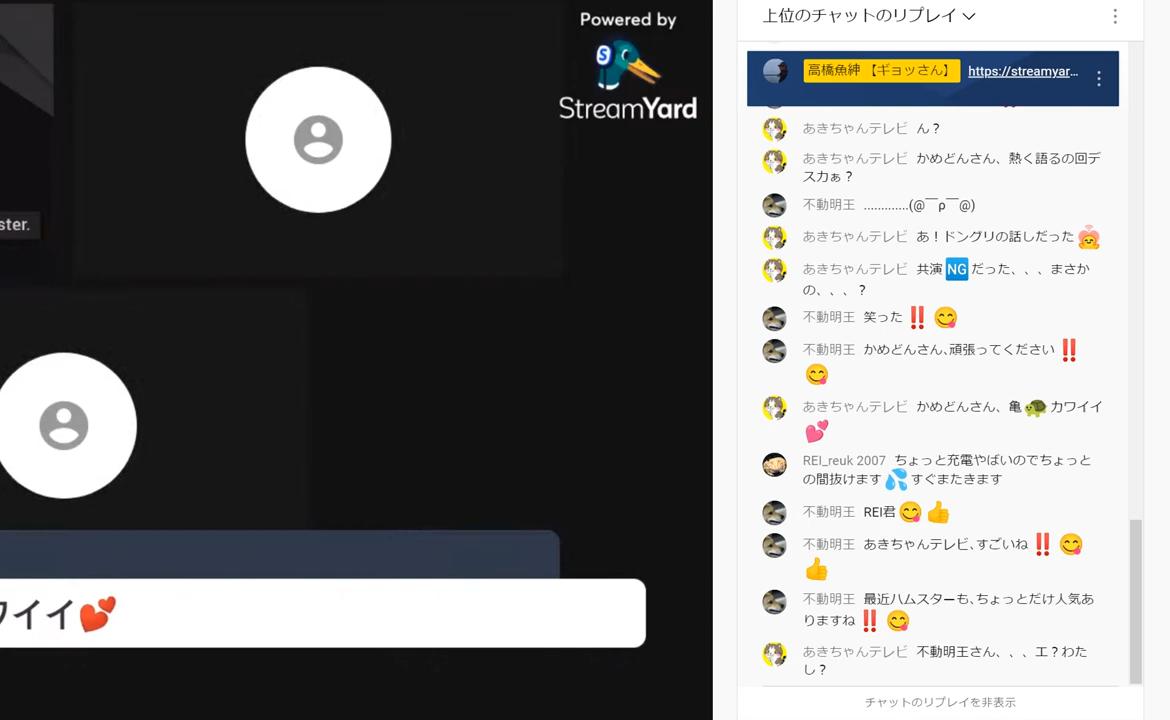 Powered by
StreamYard
ster.
ワイイ💕
上位のチャットのリプレイ
高橋魚紳 【ギョッさん】 https://streamyar...
あきちゃんテレビ ん？
あきちゃんテレビ かめどんさん、熱く語るの回デ
スカぁ？
不動明王 .............(@￣ρ￣@)
あきちゃんテレビ あ！ドングリの話しだった
あきちゃんテレビ 共演🆖だった、、、まさか
の、、、？
不動明王 笑った‼️😋
不動明王 かめどんさん､頑張ってください‼️
😋
あきちゃんテレビ かめどんさん、亀🐢カワイイ
💕
REI_reuk 2007 ちょっと充電やばいのでちょっと
の間抜けます💦すぐまたきます
不動明王 REI君😋👍
不動明王 あきちゃんテレビ､すごいね‼️😋
👍
不動明王 最近ハムスターも､ちょっとだけ人気あ
りますね‼️😋
あきちゃんテレビ 不動明王さん、、、エ？わた
し？
チャットのリプレイを非表示